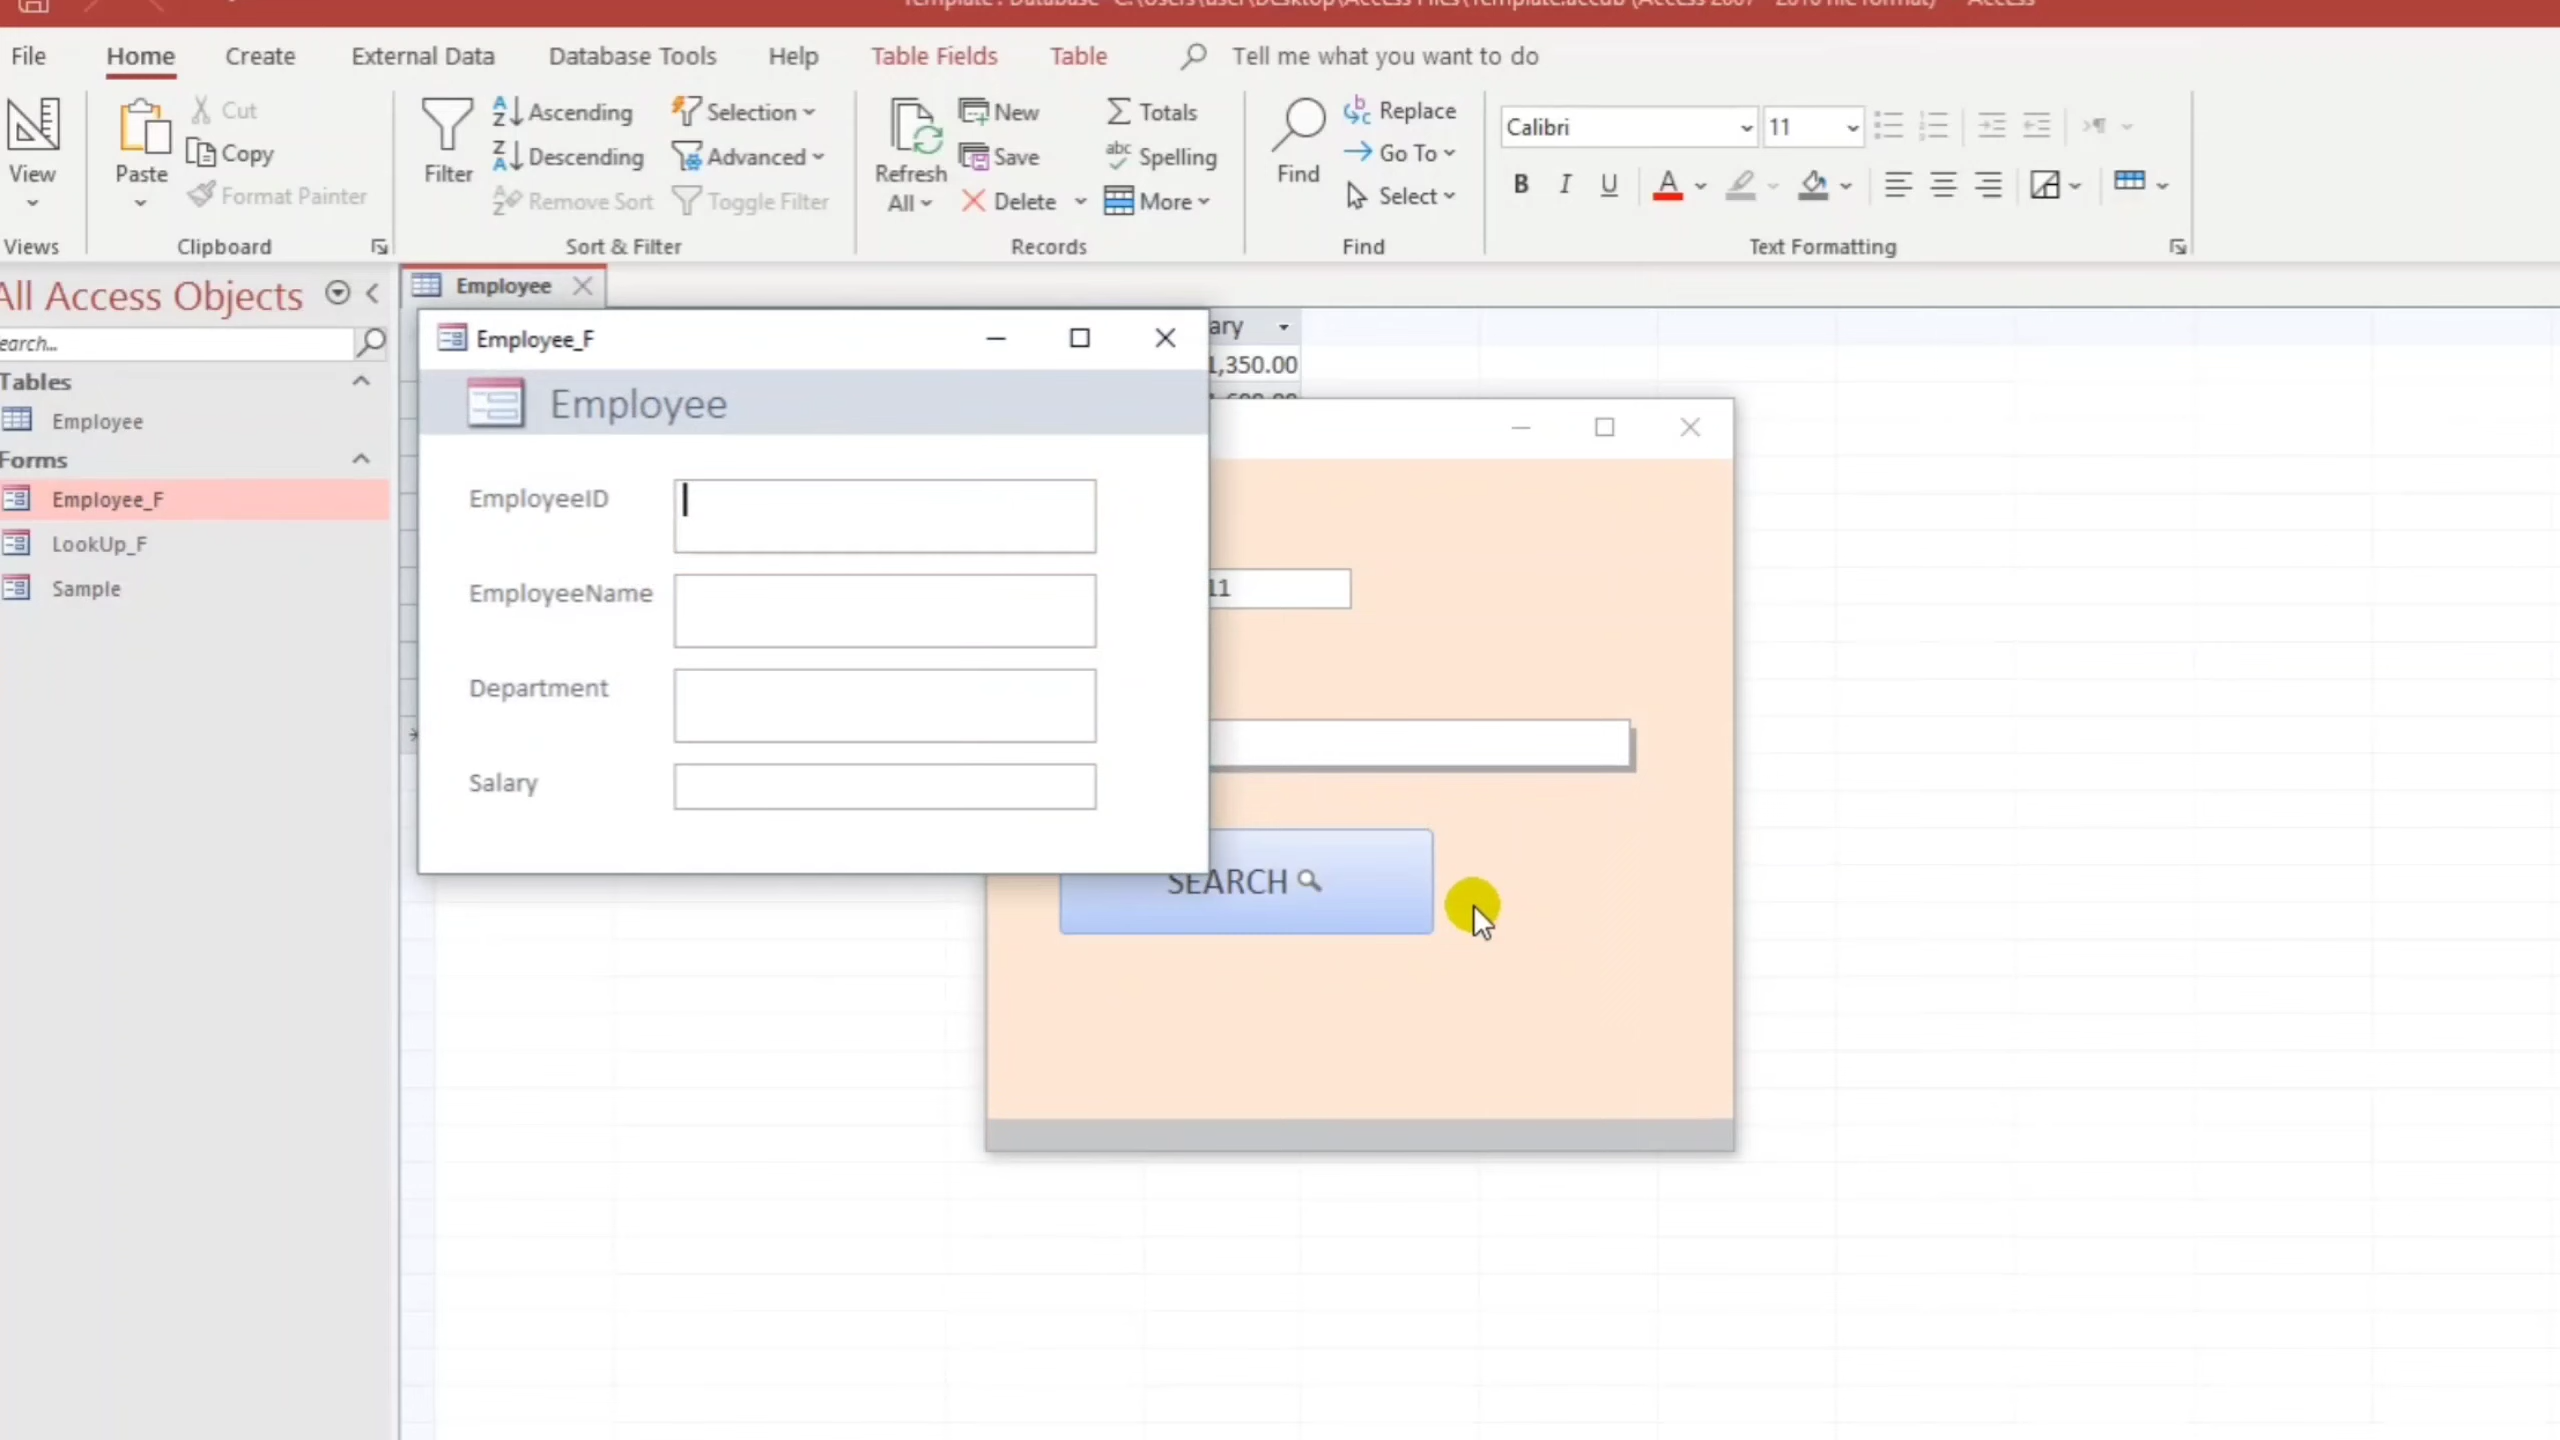 File Home Create External Data Database Tools Help Table Fields Table Tell me what you want to do
View
Views
Paste
Cut
Copy
Format Painter
Clipboard
Filter
Ascending
Descending
Remove Sort
Selection
Advanced
Toggle Filter
Sort & Filter
Refresh
All
New
Save
Delete
Totals
Spelling
More
Records
Find
Replace
Go To
Select
Find
Calibri
11
B I U A
Text Formatting
All Access Objects
earch...
Tables
Employee
Forms
Employee_F
LookUp_F
Sample
Employee
Employee_F
Employee
EmployeeID
EmployeeName
Department
Salary
ary
1,350.00
11
SEARCH